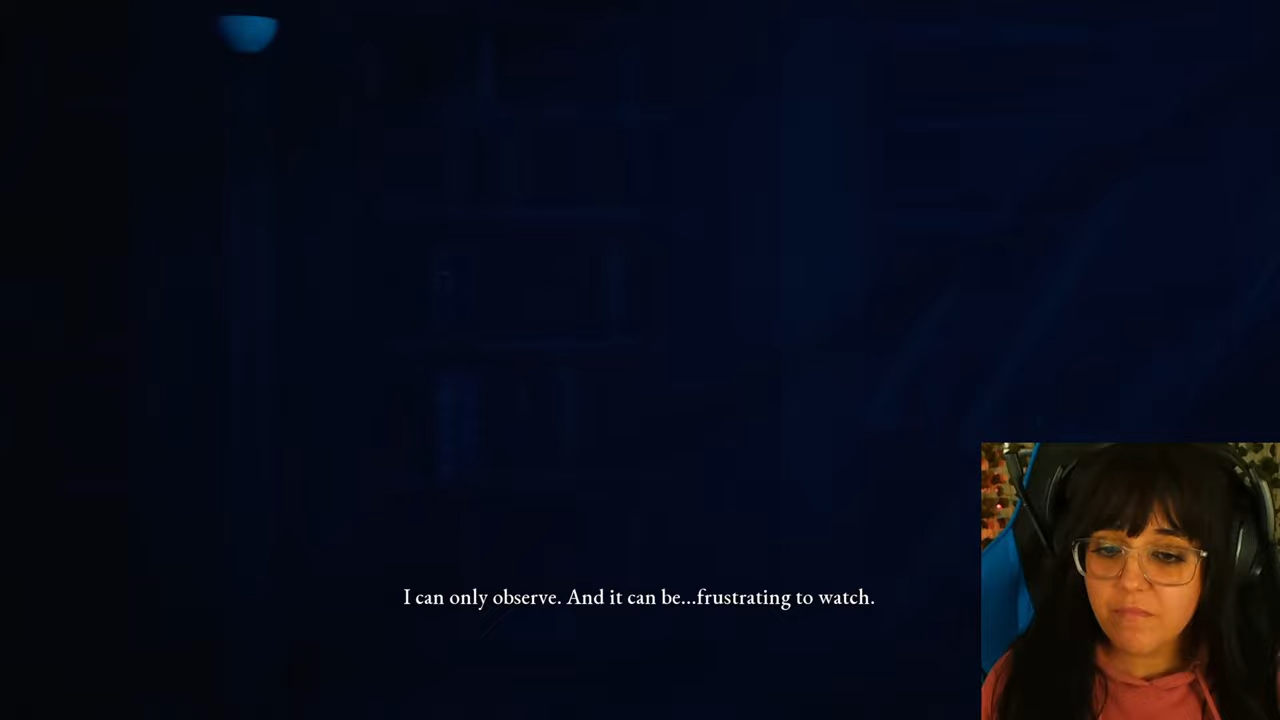 I can only observe. And it can be...frustrating to watch.